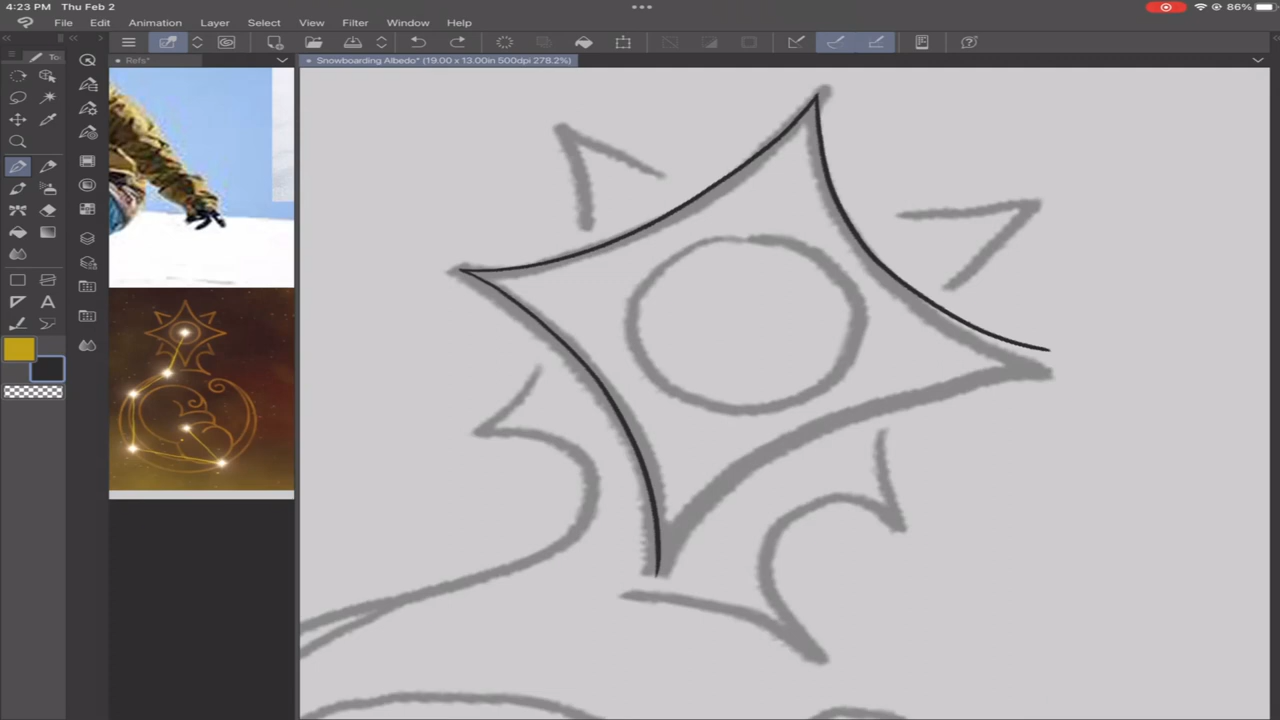 4:23 PM Thu Feb 2
86%
File Edit Animation Layer Select View Filter Window Help
To
Refs*
Snowboarding Albedo* (19.00 x 13.00in 500dpi 278.2%)